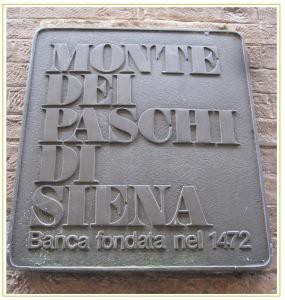 MONTE
DEI
PASCHI
DI
SIENA
Banca fondata nel 1472